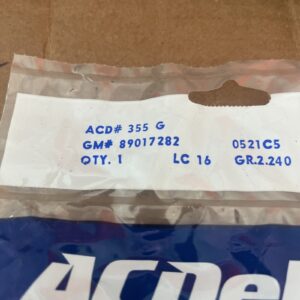 ACD# 355 G
GM# 89017282 0521C5
QTY. 1 LC 16 GR.2.240
ACDel